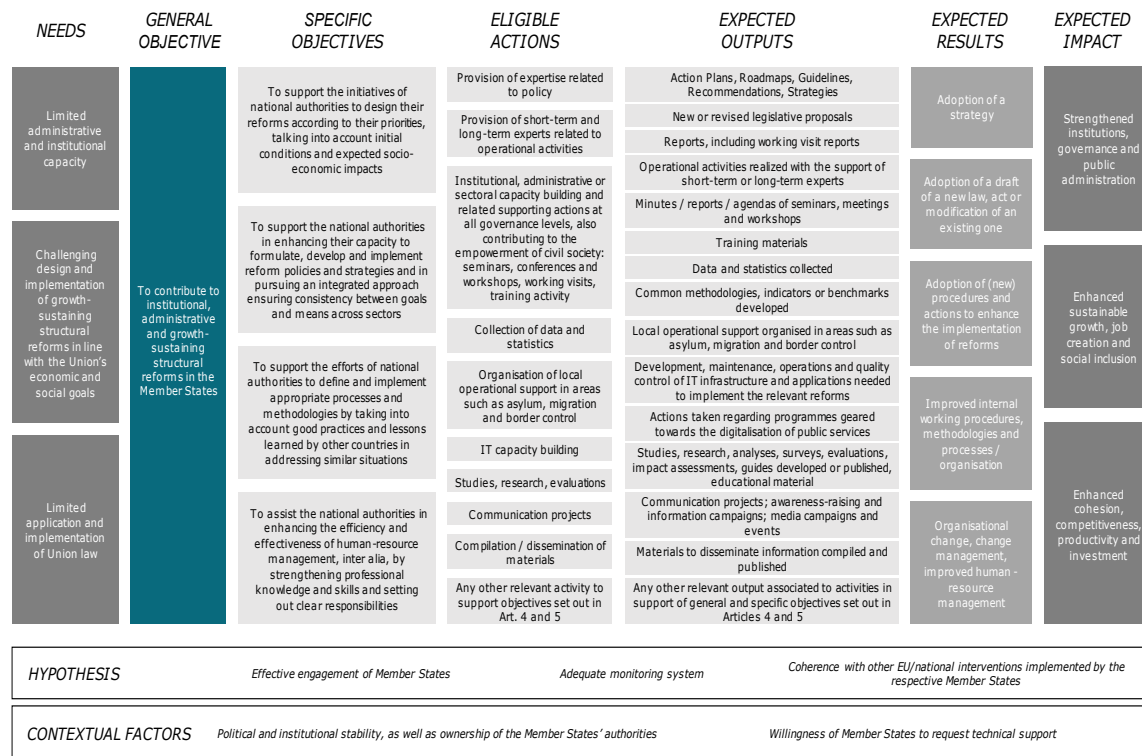 NEEDS
GENERAL
OBJECTIVE
SPECIFIC
OBJECTIVES
ELIGIBLE
ACTIONS
EXPECTED
OUTPUTS
EXPECTED
RESULTS
EXPECTED
IMPACT
Limited
administrative
and institutional
capacity
Challenging
design and
implementation
of growth-
sustaining
structural
reforms in line
with the Union's
economic and
social goals
Limited
application and
implementation
of Union law
To contribute to
institutional,
administrative
and growth-
sustaining
structural
reforms in the
Member States
To support the initiatives of
national authorities to design their
reforms according to their priorities,
talking into account initial
conditions and expected socio-
economic impacts
To support the national authorities
in enhancing their capacity to
formulate, develop and implement
reform policies and strategies and in
pursuing an integrated approach
ensuring consistency between goals
and means across sectors
To support the efforts of national
authorities to define and implement
appropriate processes and
methodologies by taking into
account good practices and lessons
learned by other countries in
addressing similar situations
To assist the national authorities in
enhancing the efficiency and
effectiveness of human-resource
management, inter alia, by
strengthening professional
knowledge and skills and setting
out clear responsibilities
Provision of expertise related
to policy
Provision of short-term and
long-term experts related to
operational activities
Institutional, administrative or
sectoral capacity building and
related supporting actions at
all governance levels, also
contributing to the
empowerment of civil society:
seminars, conferences and
workshops, working visits,
training activity
Collection of data and
statistics
Organisation of local
operational support in areas
such as asylum, migration
and border control
IT capacity building
Studies, research, evaluations
Communication projects
Compilation / dissemination of
materials
Any other relevant activity to
support objectives set out in
Art. 4 and 5
Action Plans, Roadmaps, Guidelines,
Recommendations, Strategies
New or revised legislative proposals
Reports, including working visit reports
Operational activities realized with the support of
short-term or long-term experts
Minutes / reports / agendas of seminars, meetings
and workshops
Training materials
Data and statistics collected
Common methodologies, indicators or benchmarks
developed
Local operational support organised in areas such as
asylum, migration and border control
Development, maintenance, operations and quality
control of IT infrastructure and applications needed
to implement the relevant reforms
Actions taken regarding programmes geared
towards the digitalisation of public services
Studies, research, analyses, surveys, evaluations,
impact assessments, guides developed or published,
educational material
Communication projects; awareness-raising and
information campaigns; media campaigns and
events
Materials to disseminate information compiled and
published
Any other relevant output associated to activities in
support of general and specific objectives set out in
Articles 4 and 5
Adoption of a
strategy
Adoption of a draft
of a new law, act or
modification of an
existing one
Adoption of (new)
procedures and
actions to enhance
the implementation
of reforms
Improved internal
working procedures,
methodologies and
processes /
organisation
Organisational
change, change
management,
improved human -
resource
management
Strengthened
institutions,
governance and
public
administration
Enhanced
sustainable
growth, job
creation and
social inclusion
Enhanced
cohesion,
competitiveness,
productivity and
investment
HYPOTHESIS
Effective engagement of Member States
Adequate monitoring system
Coherence with other EU/national interventions implemented by the
respective Member States
CONTEXTUAL FACTORS
Political and institutional stability, as well as ownership of the Member States' authorities
Willingness of Member States to request technical support